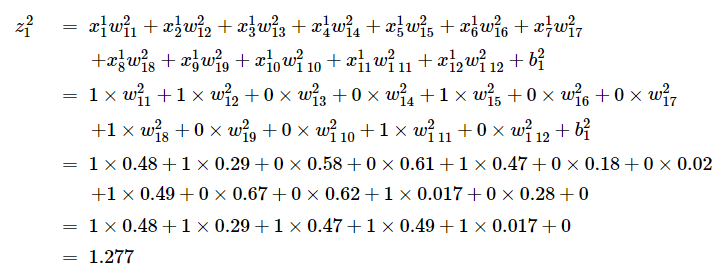 z_1^2 = x_1^1 w_{11}^2 + x_2^1 w_{12}^2 + x_3^1 w_{13}^2 + x_4^1 w_{14}^2 + x_5^1 w_{15}^2 + x_6^1 w_{16}^2 + x_7^1 w_{17}^2
+ x_8^1 w_{18}^2 + x_9^1 w_{19}^2 + x_{10}^1 w_{1 10}^2 + x_{11}^1 w_{1 11}^2 + x_{12}^1 w_{1 12}^2 + b_1^2
= 1 × w_{11}^2 + 1 × w_{12}^2 + 0 × w_{13}^2 + 0 × w_{14}^2 + 1 × w_{15}^2 + 0 × w_{16}^2 + 0 × w_{17}^2
+ 1 × w_{18}^2 + 0 × w_{19}^2 + 0 × w_{1 10}^2 + 1 × w_{1 11}^2 + 0 × w_{1 12}^2 + b_1^2
= 1 × 0.48 + 1 × 0.29 + 0 × 0.58 + 0 × 0.61 + 1 × 0.47 + 0 × 0.18 + 0 × 0.02
+1 × 0.49 + 0 × 0.67 + 0 × 0.62 + 1 × 0.017 + 0 × 0.28 + 0
= 1 × 0.48 + 1 × 0.29 + 1 × 0.47 + 1 × 0.49 + 1 × 0.017 + 0
= 1.277